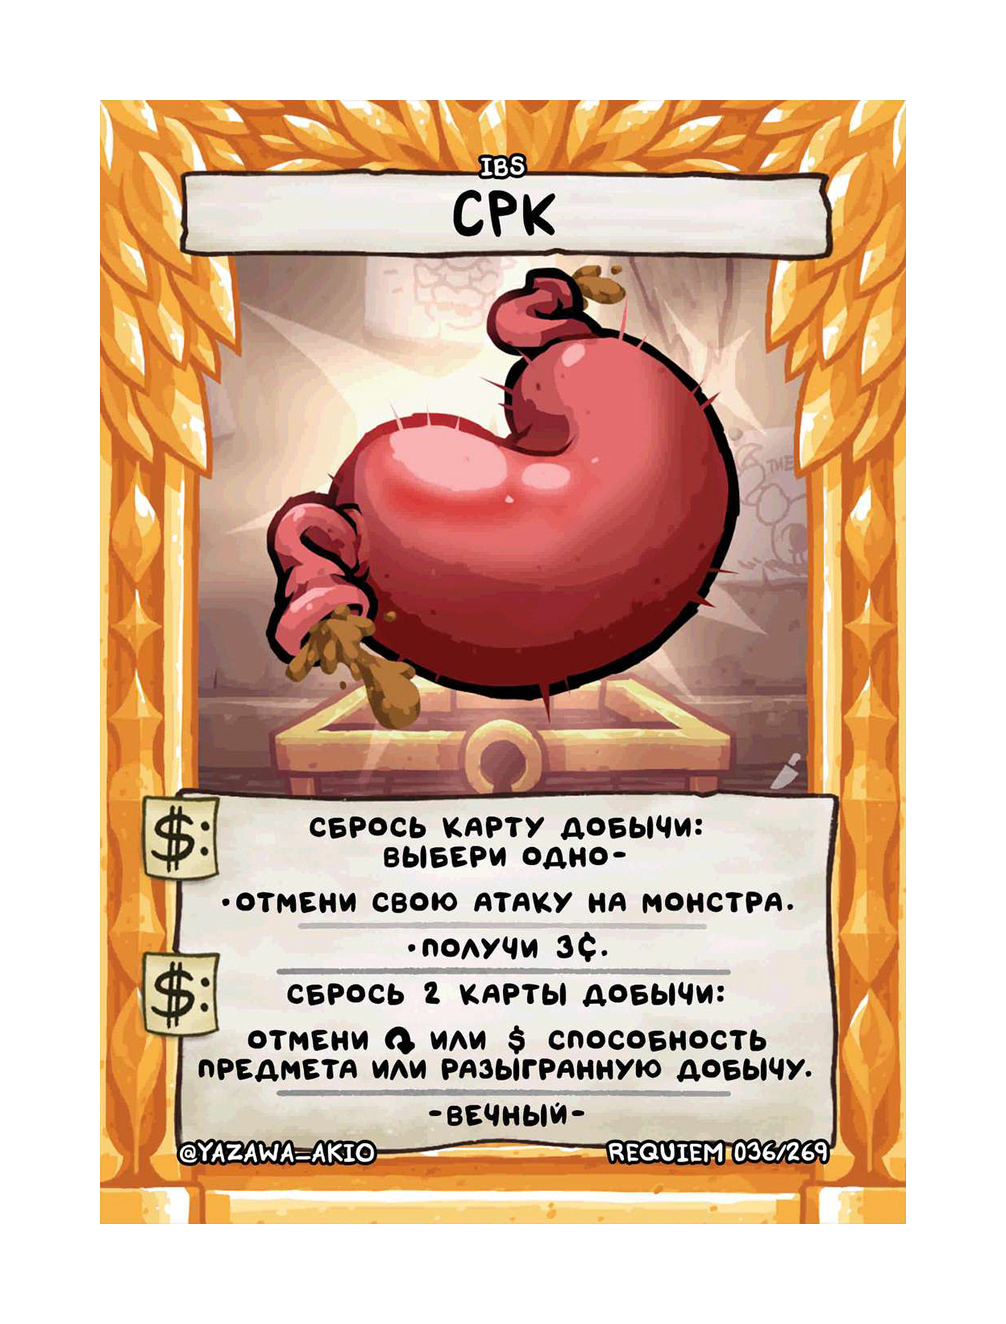 IBS
СРК
$:
СБРОСЬ КАРТУ ДОБЫЧИ:
ВЫБЕРИ ОДНО-
•ОТМЕНИ СВОЮ АТАКУ НА МОНСТРА.
•ПОЛУЧИ 3¢.
$:
СБРОСЬ 2 КАРТЫ ДОБЫЧИ:
ОТМЕНИ ↷ ИЛИ $ СПОСОБНОСТЬ
ПРЕДМЕТА ИЛИ РАЗЫГРАННУЮ ДОБЫЧУ.
-ВЕЧНЫЙ-
@YAZAWA_AKIO
REQUIEM 036/269